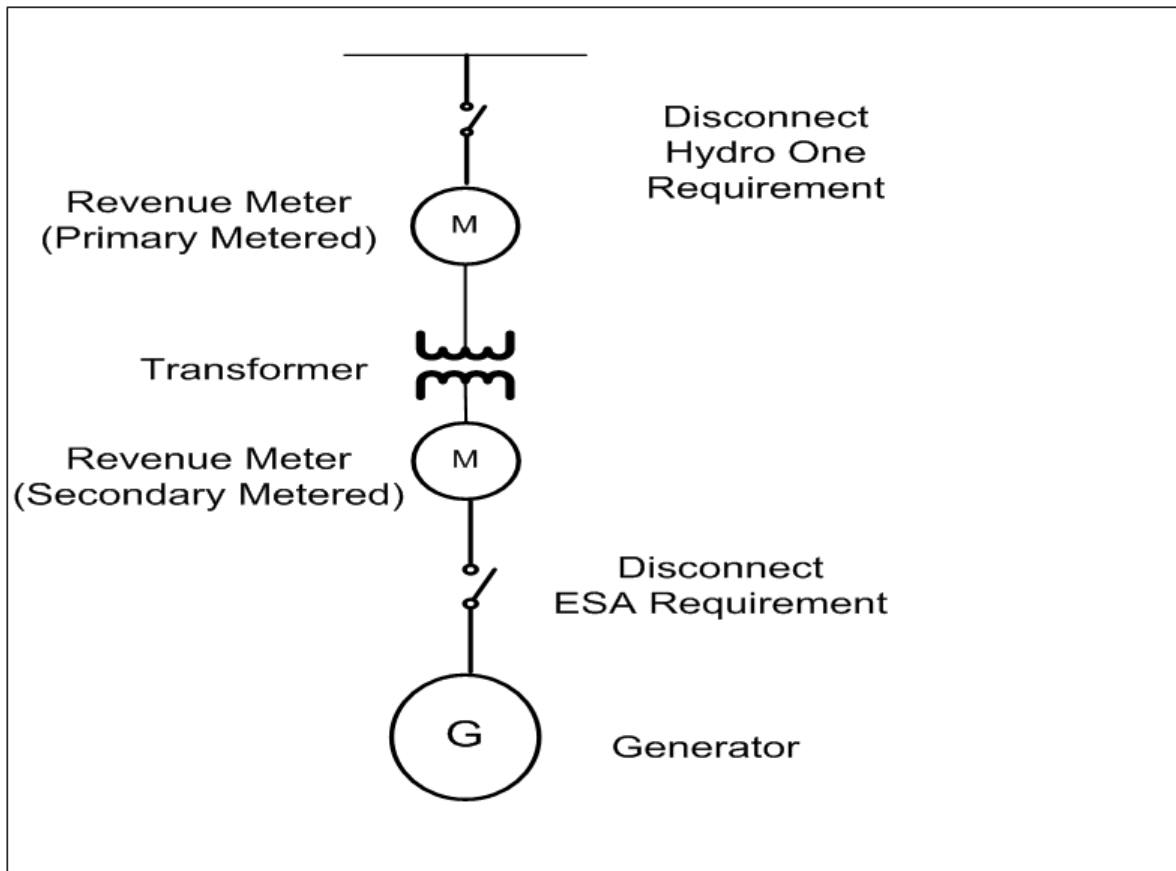 Disconnect
Hydro One
Requirement
Revenue Meter
(Primary Metered)
M
Transformer
Revenue Meter
(Secondary Metered)
M
Disconnect
ESA Requirement
G
Generator